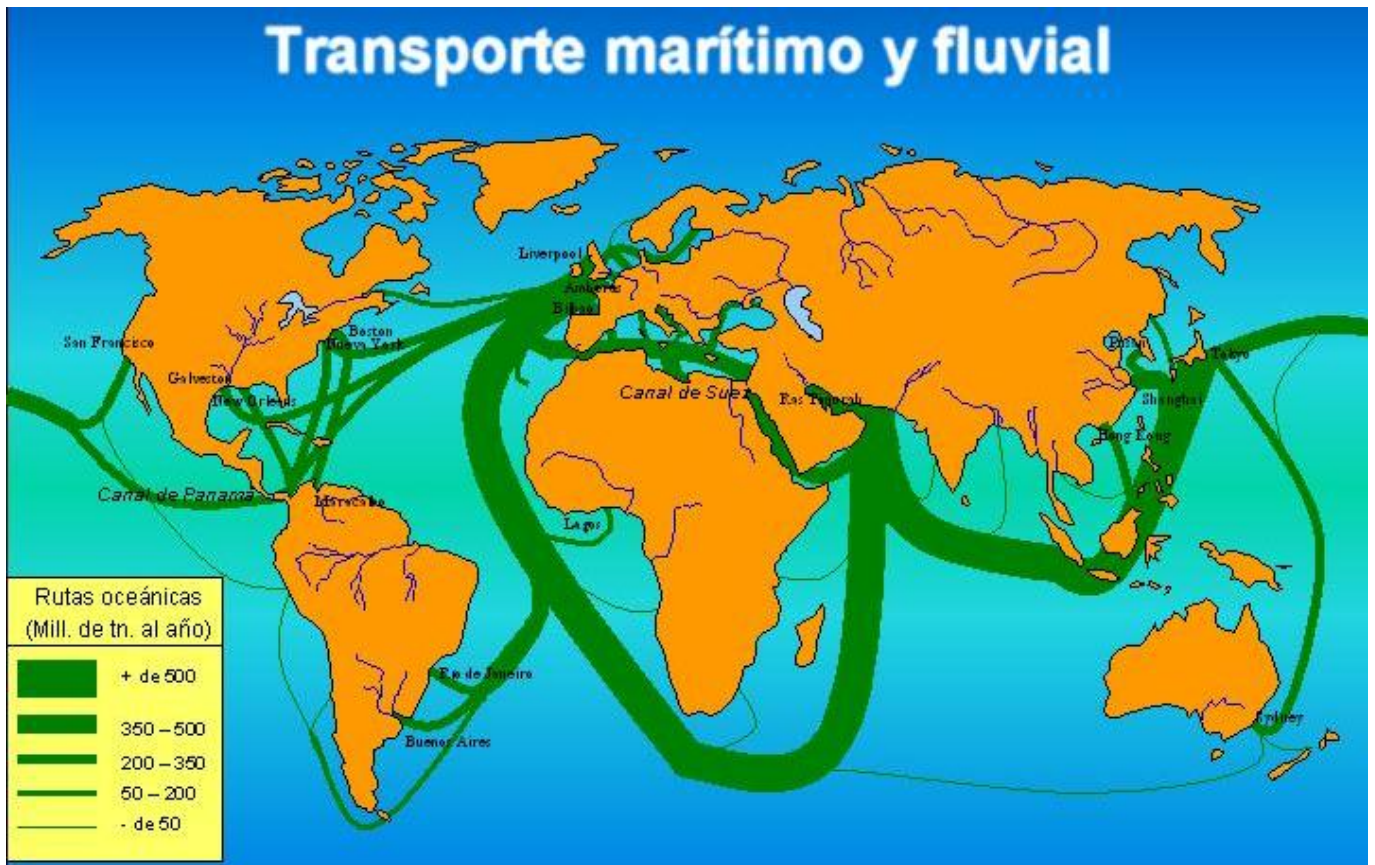 Transporte marítimo y fluvial
Liverpool
Amberes
Bilbao
Boston
Nueva York
San Francisco
Galveston
New Orleans
Canal de Suez
Ras Tanurah
Pusan
Tokyo
Shanghai
Hong Kong
Canal de Panamá
Maracaibo
Lagos
Rio de Janeiro
Buenos Aires
Sydney
Rutas oceánicas
(Mill. de tn. al año)
+ de 500
350 – 500
200 – 350
50 – 200
- de 50